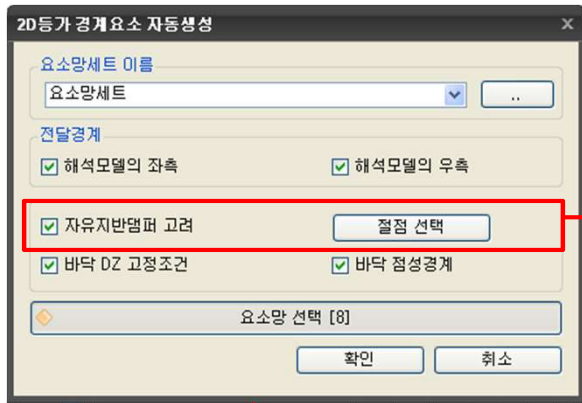 2D등가 경계요소 자동생성
요소망세트 이름
요소망세트
..
전달경계
해석모델의 좌측
해석모델의 우측
자유지반댐퍼 고려
절점 선택
바닥 DZ 고정조건
바닥 점성경계
요소망 선택 [8]
확인
취소